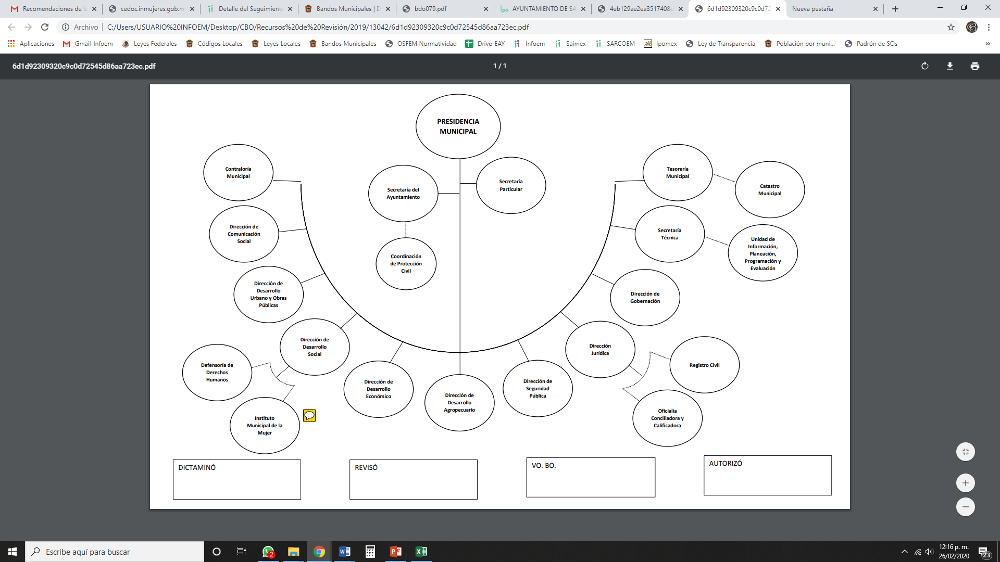 Recomendaciones de la
cedoc.inmujeres.gob.m
Detalle del Seguimiento
Bandos Municipales | D
bdo079.pdf
AYUNTAMIENTO DE SA
4eb129ae2ea3517408c
6d1d92309320c9c0d72
Nueva pestaña
Archivo
C:/Users/USUARIO%20INFOEM/Desktop/CBO/Recursos%20de%20Revisión/2019/13042/6d1d92309320c9c0d72545d86aa723ec.pdf
Aplicaciones
Gmail-Infoem
Leyes Federales
Códigos Locales
Leyes Locales
Bandos Municipales
OSFEM Normatividad
Drive-EAY
Infoem
Saimex
SARCOEM
Ipomex
Ley de Transparencia
Población por muni...
Padrón de SOs
»
6d1d92309320c9c0d72545d86aa723ec.pdf
1 / 1
PRESIDENCIA
MUNICIPAL
Contraloría
Municipal
Secretaría del
Ayuntamiento
Secretaría
Particular
Tesorería
Municipal
Catastro
Municipal
Dirección de
Comunicación
Social
Secretaría
Técnica
Unidad de
Información,
Planeación,
Programación y
Evaluación
Coordinación
de Protección
Civil
Dirección de
Desarrollo
Urbano y Obras
Públicas
Dirección de
Gobernación
Dirección de
Desarrollo
Social
Dirección
Jurídica
Defensoría de
Derechos
Humanos
Registro Civil
Dirección de
Desarrollo
Económico
Dirección de
Desarrollo
Agropecuario
Dirección de
Seguridad
Pública
Instituto
Municipal de la
Mujer
Oficialía
Conciliadora y
Calificadora
DICTAMINÓ
REVISÓ
VO. BO.
AUTORIZÓ
Escribe aquí para buscar
2
12:16 p. m.
26/02/2020
23